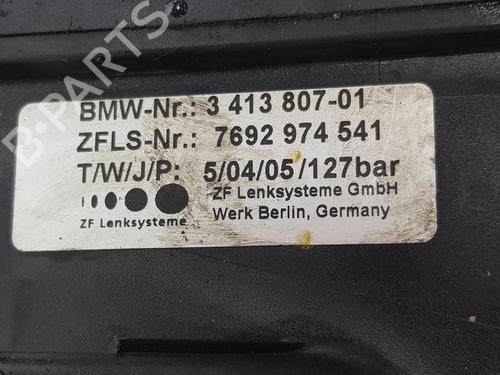 BMW-Nr.: 3 413 807-01
ZFLS-Nr.: 7692 974 541
T/W/J/P: 5/04/05/127bar
ZF Lenksysteme GmbH
ZF Lenksysteme
Werk Berlin, Germany
B-PARTS